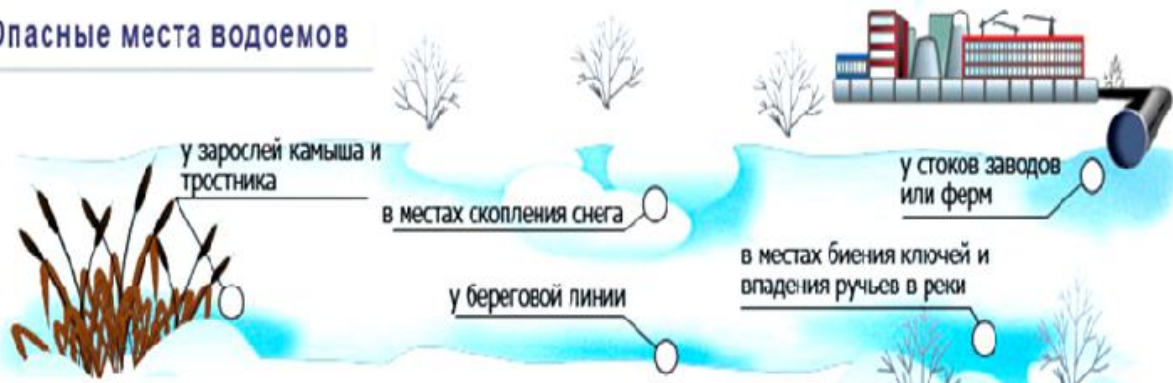 Опасные места водоемов
у зарослей камыша и
тростника
в местах скопления снега
у стоков заводов
или ферм
у береговой линии
в местах биения ключей и
впадения ручьев в реки